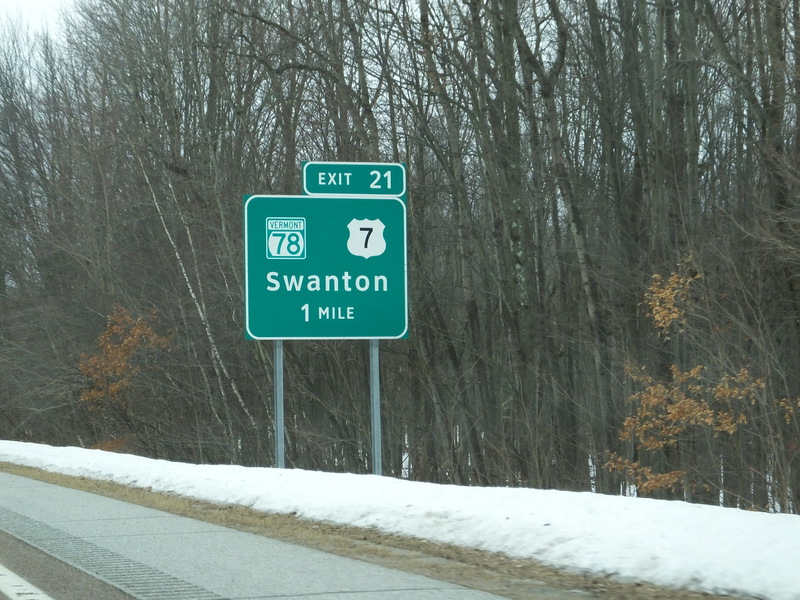 EXIT 21
VERMONT
78
7
Swanton
1 MILE